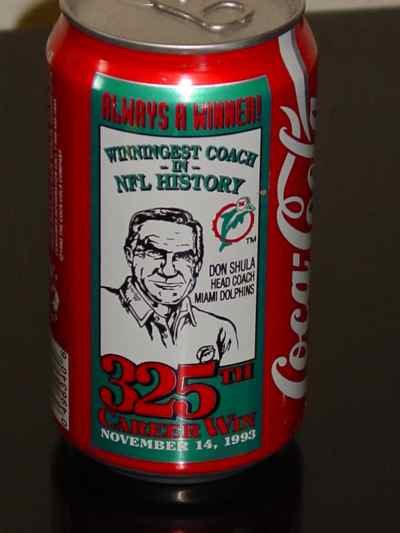 ALWAYS A WINNER!
WINNINGEST COACH
- IN -
NFL HISTORY
TM
DON SHULA
HEAD COACH
MIAMI DOLPHINS
325TH
CAREER WIN
NOVEMBER 14, 1993
Coca-Cola